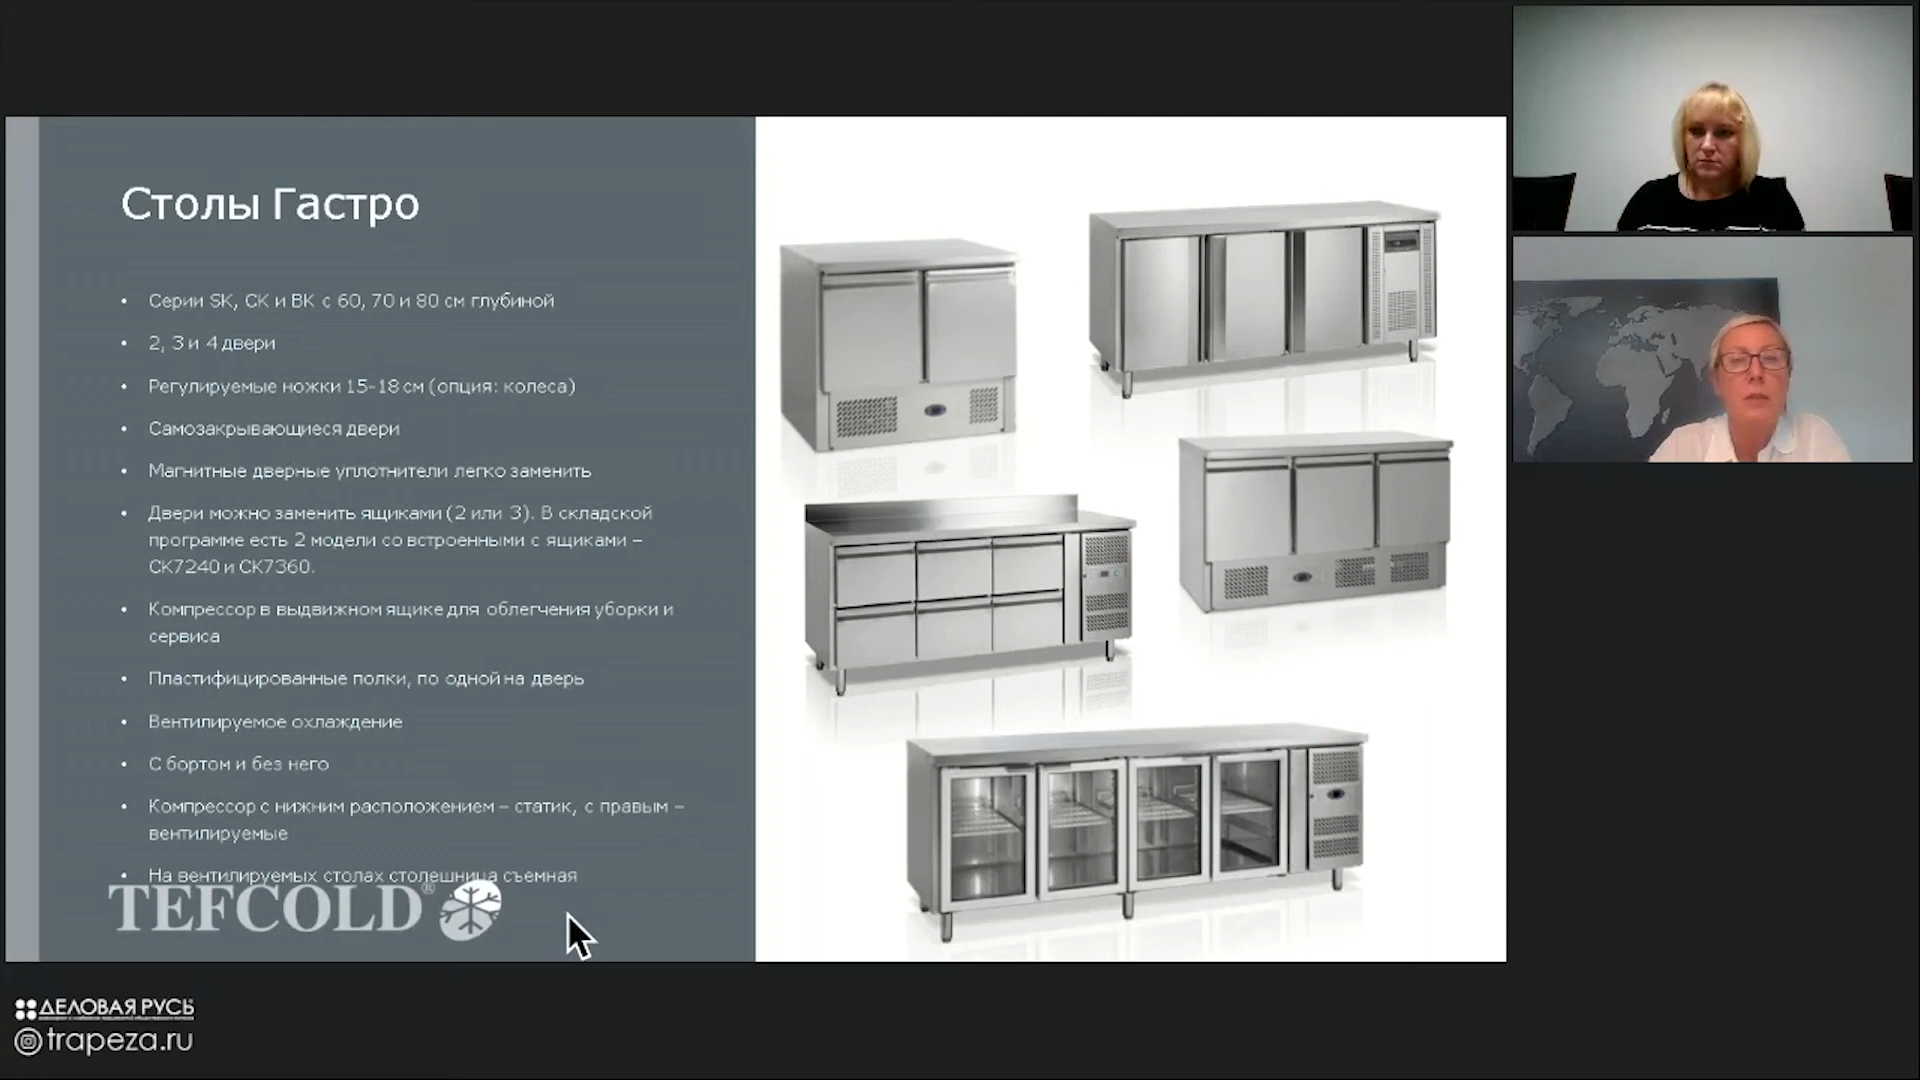 Столы Гастро
• Серии SK, CK и BK с 60, 70 и 80 см глубиной
• 2, 3 и 4 двери
• Регулируемые ножки 15-18 см (опция: колеса)
• Самозакрывающиеся двери
• Магнитные дверные уплотнители легко заменить
• Двери можно заменить ящиками (2 или 3). В складской
программе есть 2 модели со встроенными с ящиками –
CK7240 и CK7360.
• Компрессор в выдвижном ящике для облегчения уборки и
сервиса
• Пластифицированные полки, по одной на дверь
• Вентилируемое охлаждение
• С бортом и без него
• Компрессор с нижним расположением – статик, с правым –
вентилируемые
• На вентилируемых столах столешница съемная
TEFCOLD®
ДЕЛОВАЯ РУСЬ
trapeza.ru